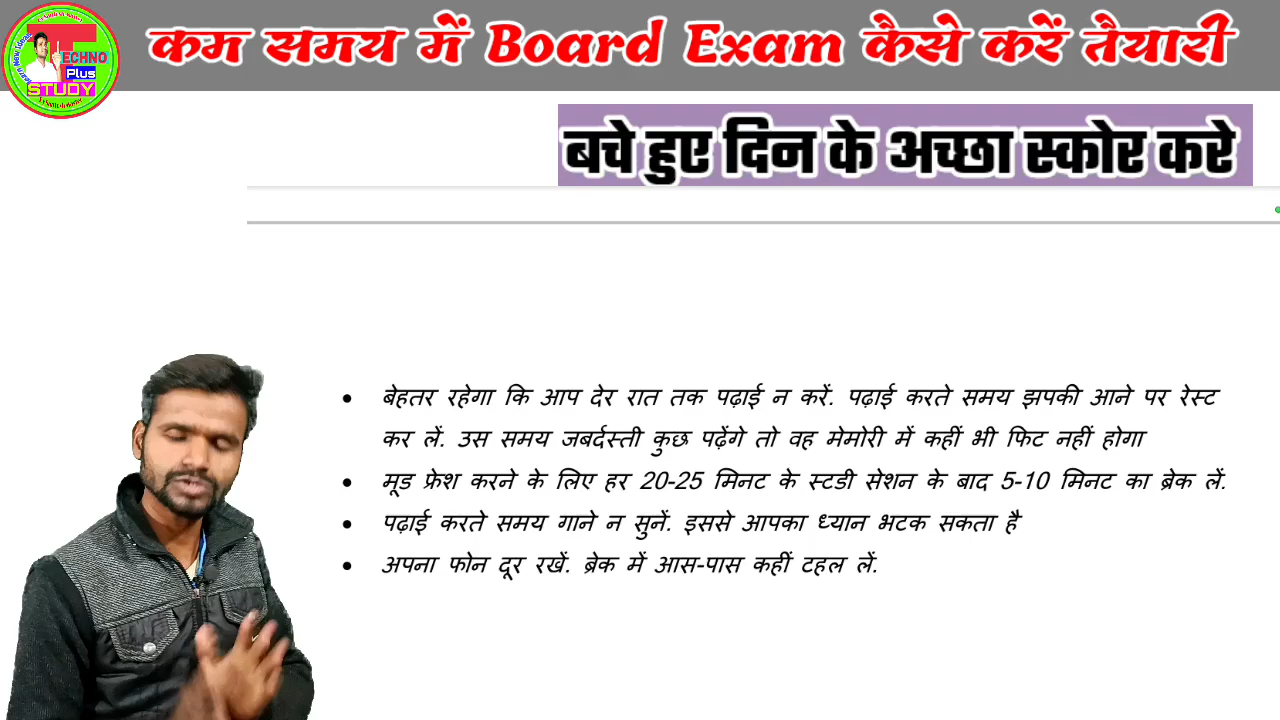 कम समय में Board Exam कैसे करें तैयारी
TECHNO
Plus
STUDY
बचे हुए दिन के अच्छा स्कोर करे
• बेहतर रहेगा कि आप देर रात तक पढ़ाई न करें. पढ़ाई करते समय झपकी आने पर रेस्ट
कर लें. उस समय जबर्दस्ती कुछ पढ़ेंगे तो वह मेमोरी में कहीं भी फिट नहीं होगा
• मूड फ्रेश करने के लिए हर 20-25 मिनट के स्टडी सेशन के बाद 5-10 मिनट का ब्रेक लें.
• पढ़ाई करते समय गाने न सुनें. इससे आपका ध्यान भटक सकता है
• अपना फोन दूर रखें. ब्रेक में आस-पास कहीं टहल लें.